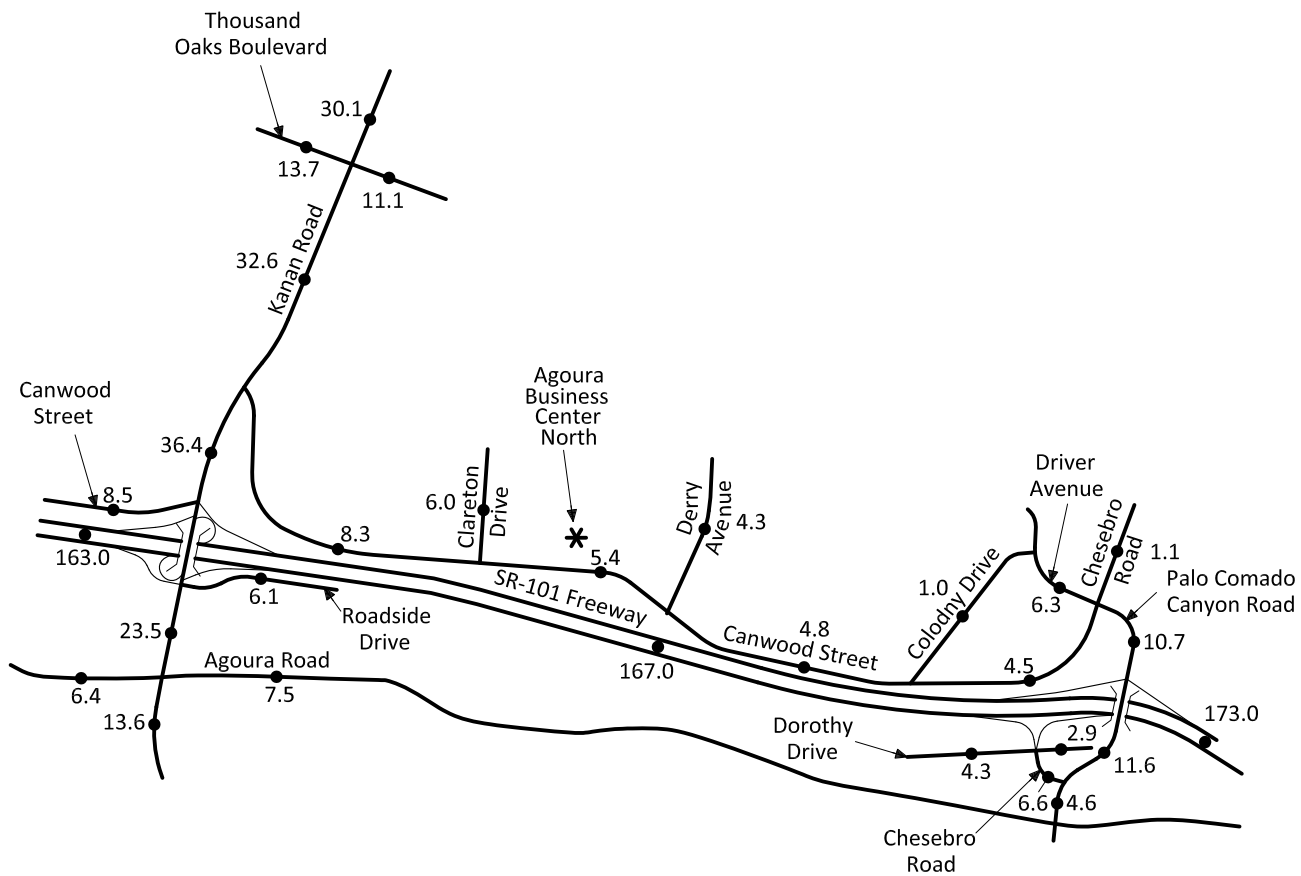 Thousand
Oaks Boulevard
30.1
13.7
11.1
Kanan Road
32.6
Canwood
Street
36.4
8.5
163.0
8.3
Clareton
Drive
6.0
Agoura
Business
Center
North
5.4
Derry
Avenue
4.3
SR-101 Freeway
6.1
Roadside
Drive
23.5
Agoura Road
6.4
7.5
13.6
167.0
Canwood Street
4.8
Colodny Drive
1.0
Driver
Avenue
6.3
Chesebro
Road
1.1
Palo Comado
Canyon Road
10.7
4.5
173.0
Dorothy
Drive
2.9
4.3
11.6
6.6
4.6
Chesebro
Road